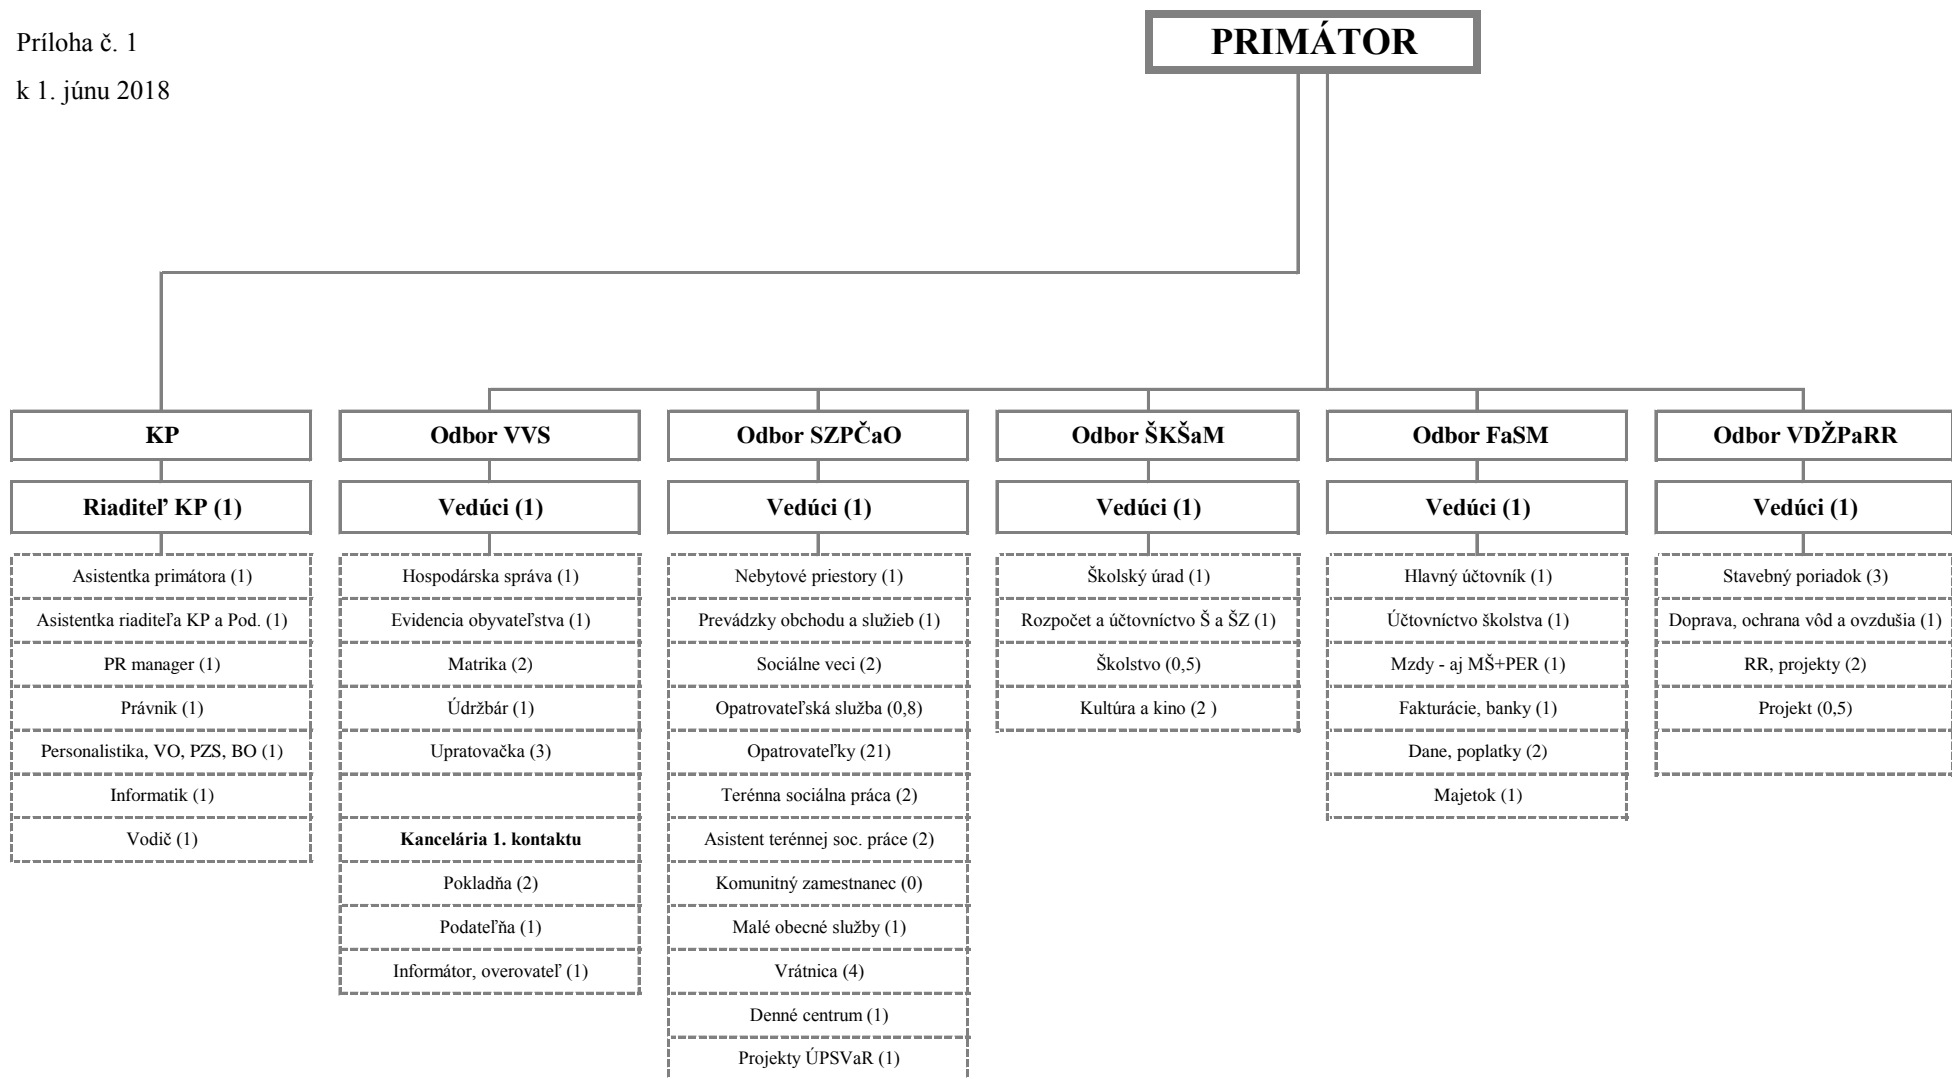 Príloha č. 1
k 1. júnu 2018
PRIMÁTOR
KP
Riaditeľ KP (1)
Asistentka primátora (1)
Asistentka riaditeľa KP a Pod. (1)
PR manager (1)
Právnik (1)
Personalistika, VO, PZS, BO (1)
Informatik (1)
Vodič (1)
Odbor VVS
Vedúci (1)
Hospodárska správa (1)
Evidencia obyvateľstva (1)
Matrika (2)
Údržbár (1)
Upratovačka (3)
Kancelária 1. kontaktu
Pokladňa (2)
Podateľňa (1)
Informátor, overovateľ (1)
Odbor SZPČaO
Vedúci (1)
Nebytové priestory (1)
Prevádzky obchodu a služieb (1)
Sociálne veci (2)
Opatrovateľská služba (0,8)
Opatrovateľky (21)
Terénna sociálna práca (2)
Asistent terénnej soc. práce (2)
Komunitný zamestnanec (0)
Malé obecné služby (1)
Vrátnica (4)
Denné centrum (1)
Projekty ÚPSVaR (1)
Odbor ŠKŠaM
Vedúci (1)
Školský úrad (1)
Rozpočet a účtovníctvo Š a ŠZ (1)
Školstvo (0,5)
Kultúra a kino (2 )
Odbor FaSM
Vedúci (1)
Hlavný účtovník (1)
Účtovníctvo školstva (1)
Mzdy - aj MŠ+PER (1)
Fakturácie, banky (1)
Dane, poplatky (2)
Majetok (1)
Odbor VDŽPaRR
Vedúci (1)
Stavebný poriadok (3)
Doprava, ochrana vôd a ovzdušia (1)
RR, projekty (2)
Projekt (0,5)